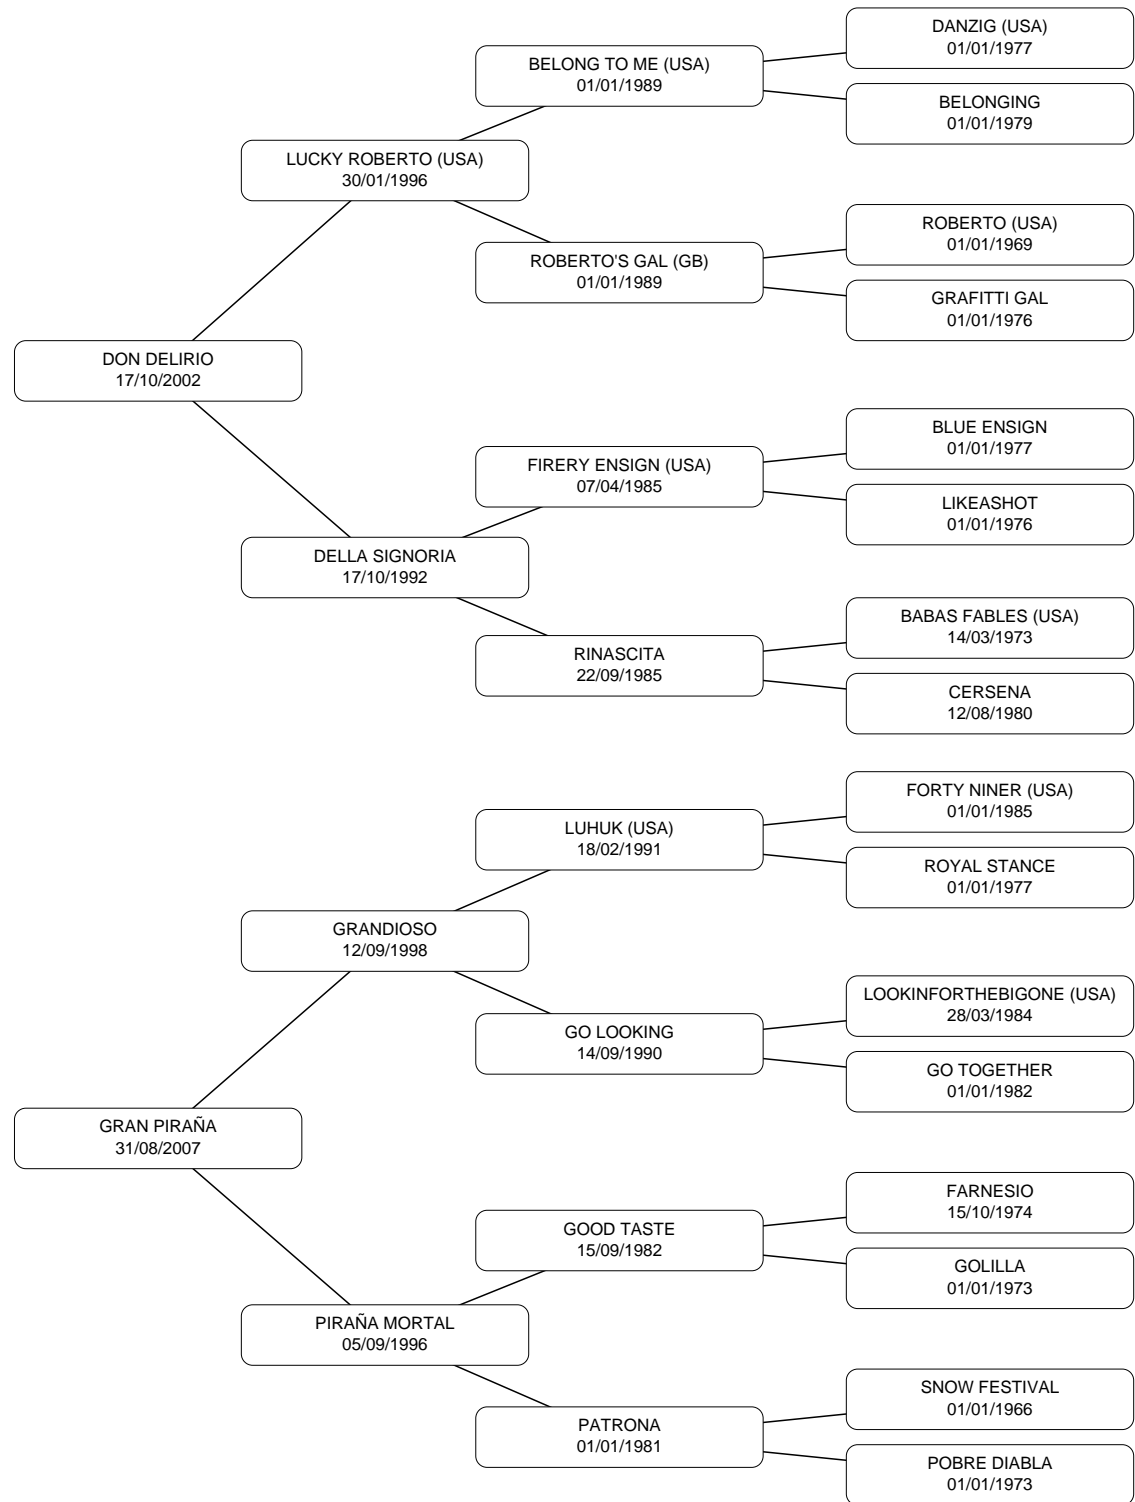 DANZIG (USA)
01/01/1977
BELONG TO ME (USA)
01/01/1989
BELONGING
01/01/1979
LUCKY ROBERTO (USA)
30/01/1996
ROBERTO (USA)
01/01/1969
ROBERTO'S GAL (GB)
01/01/1989
GRAFITTI GAL
01/01/1976
DON DELIRIO
17/10/2002
BLUE ENSIGN
01/01/1977
FIRERY ENSIGN (USA)
07/04/1985
LIKEASHOT
01/01/1976
DELLA SIGNORIA
17/10/1992
BABAS FABLES (USA)
14/03/1973
RINASCITA
22/09/1985
CERSENA
12/08/1980
FORTY NINER (USA)
01/01/1985
LUHUK (USA)
18/02/1991
ROYAL STANCE
01/01/1977
GRANDIOSO
12/09/1998
LOOKINFORTHEBIGONE (USA)
28/03/1984
GO LOOKING
14/09/1990
GO TOGETHER
01/01/1982
GRAN PIRAÑA
31/08/2007
FARNESIO
15/10/1974
GOOD TASTE
15/09/1982
GOLILLA
01/01/1973
PIRAÑA MORTAL
05/09/1996
SNOW FESTIVAL
01/01/1966
PATRONA
01/01/1981
POBRE DIABLA
01/01/1973